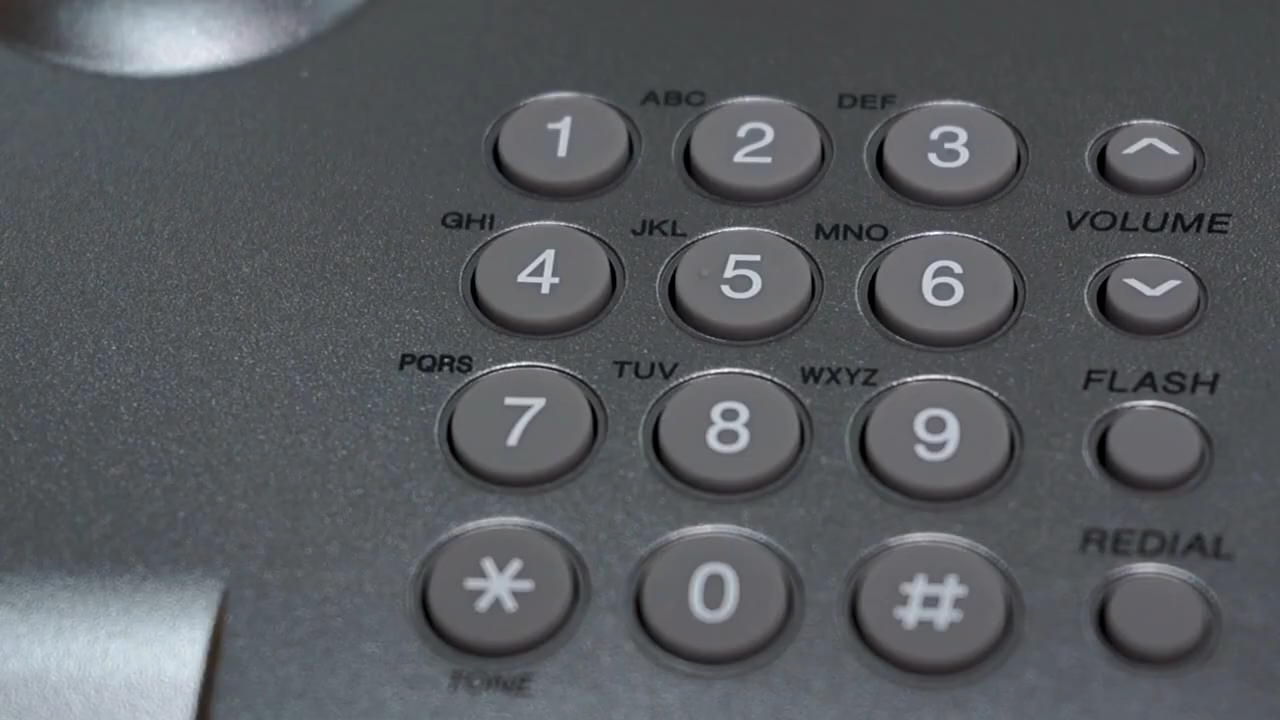 ABC DEF
1 2 3
VOLUME
GHI JKL MNO
4 5 6
PQRS TUV WXYZ FLASH
7 8 9
REDIAL
* 0 #
TONE